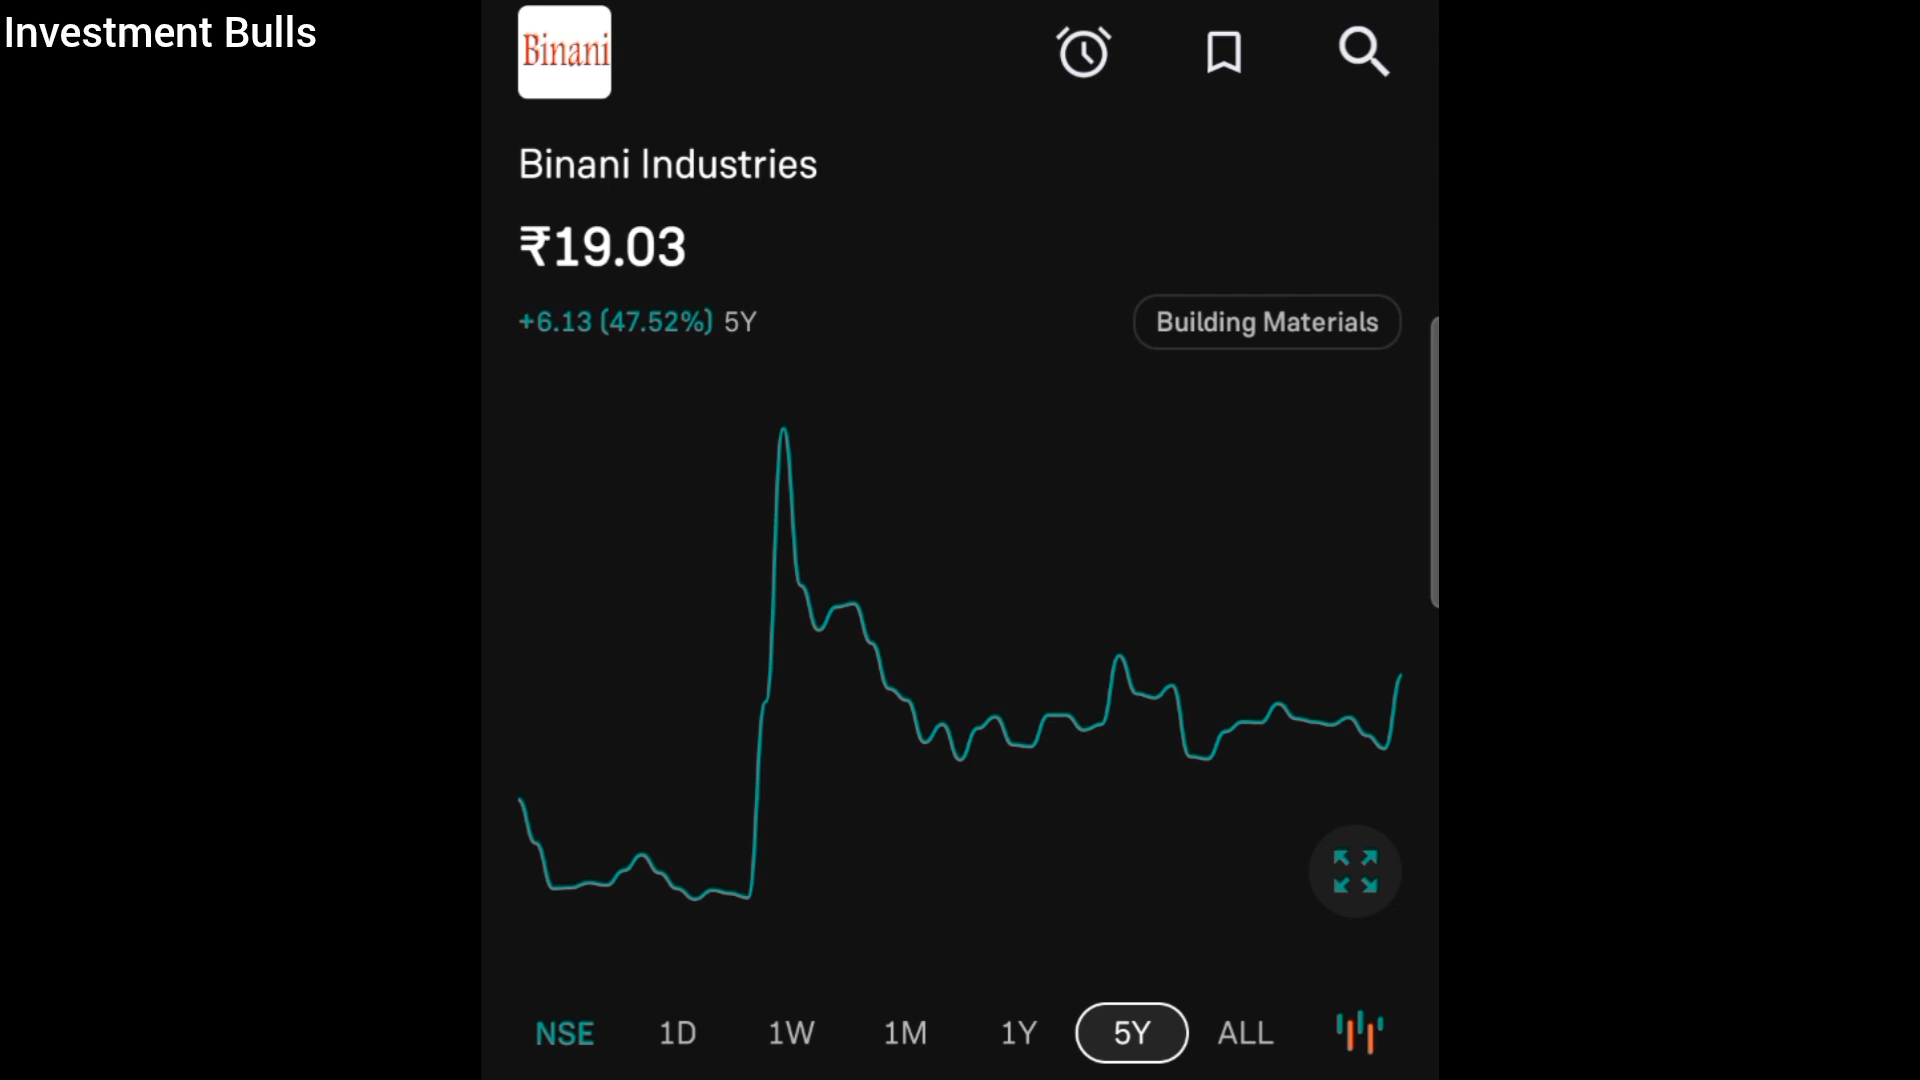 Investment Bulls
Binani
Binani Industries
₹19.03
+6.13 (47.52%) 5Y
Building Materials
NSE 1D 1W 1M 1Y 5Y ALL